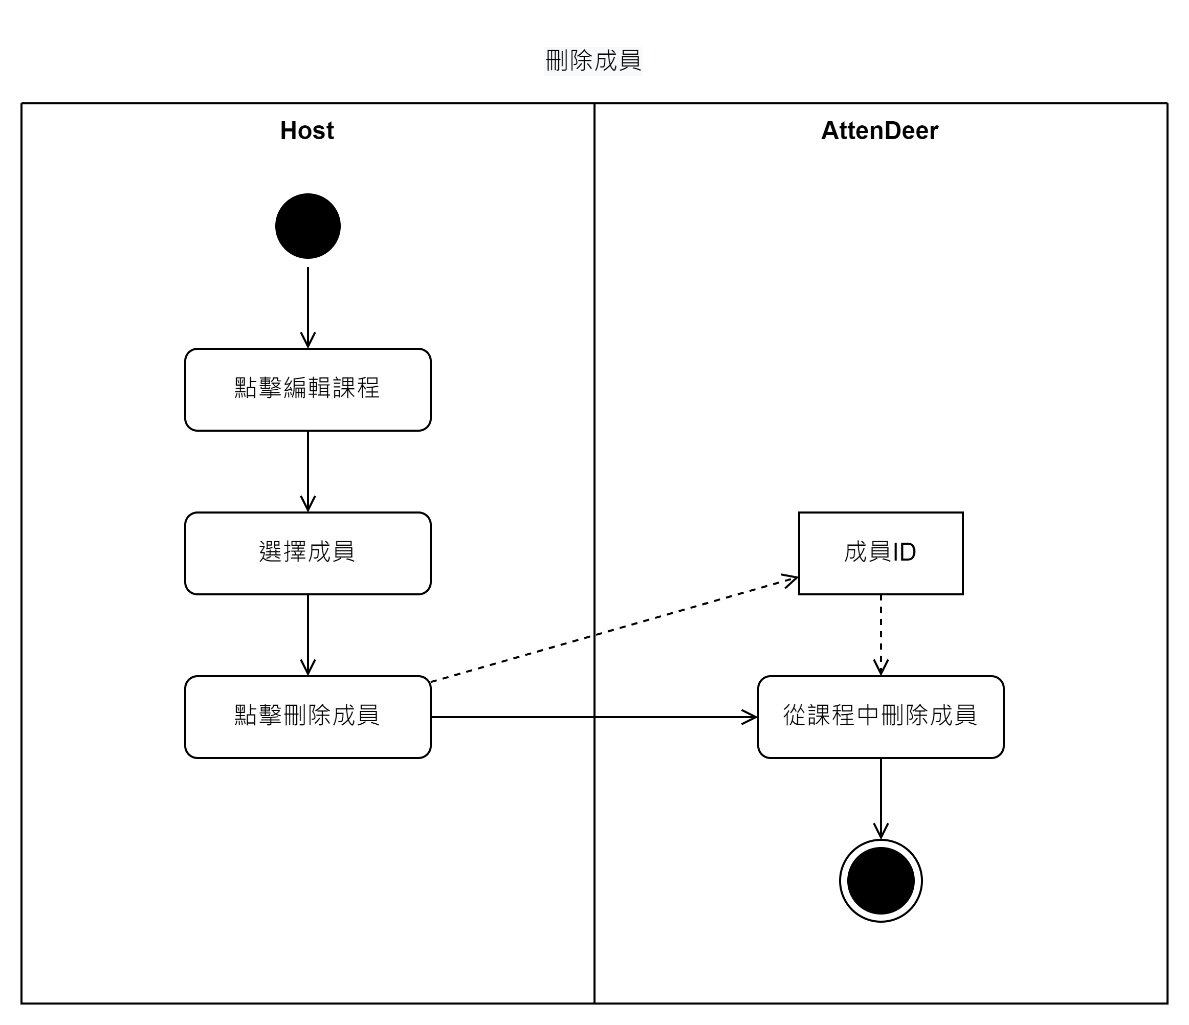 刪除成員
Host
AttenDeer
點擊編輯課程
選擇成員
成員ID
點擊刪除成員
從課程中刪除成員